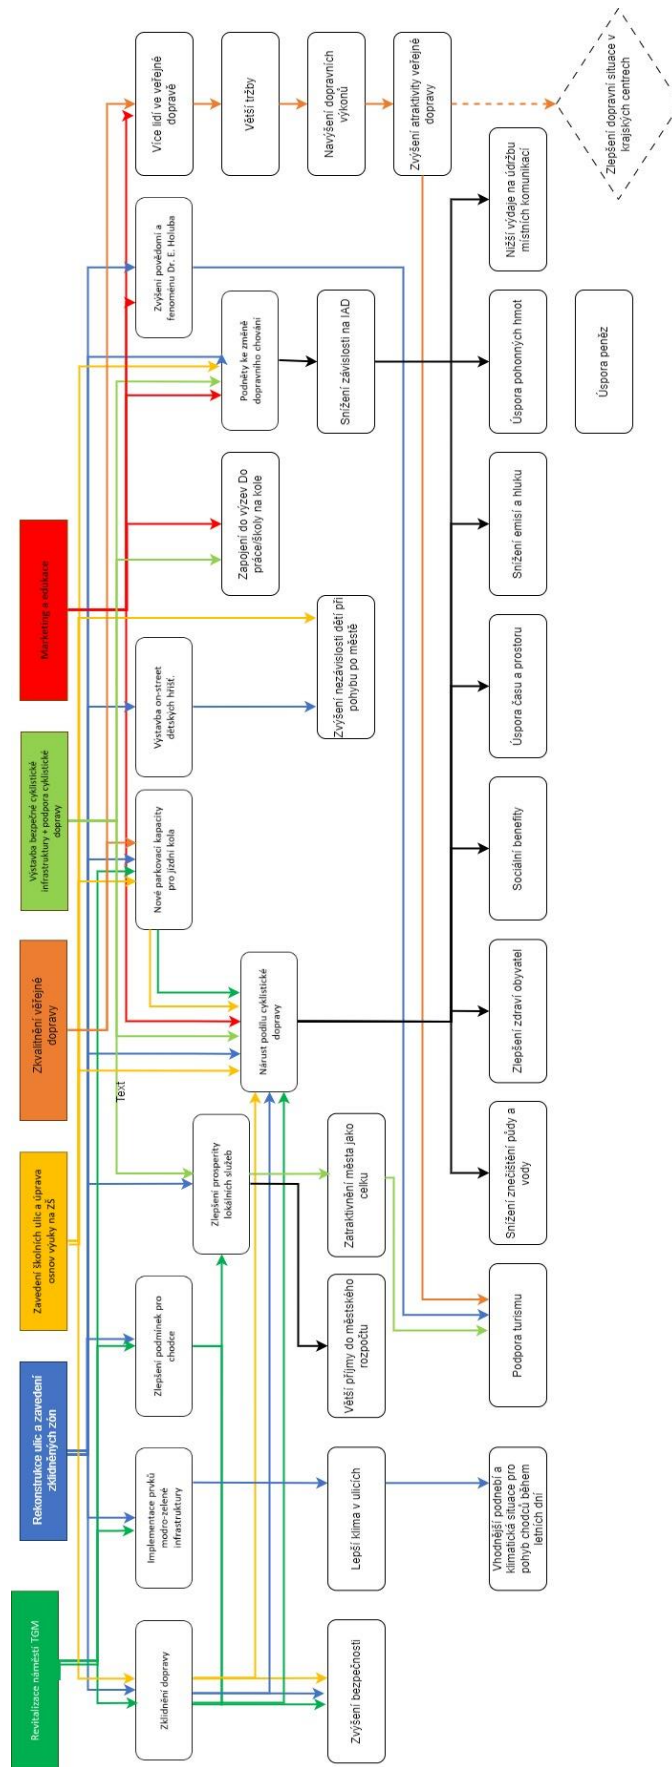 Revitalizace náměstí TGM
Rekonstrukce ulic a zavedení
zklidněných zón
Zavedení školních ulic a úprava
osnov výuky na ZŠ
Zkvalitnění věřejné
dopravy
Výstavba bezpečné cyklistické
infrastruktury + podpora cyklistické
dopravy
Marketing a edukace
Text
Zklidnění dopravy
Implementace prvků
modro-zelené
infrastruktury
Zlepšení podmínek pro
chodce
Nové parkovací kapacity
pro jízdní kola
Výstavba on-street
dětských hřišť.
Zvýšení povědomí a
fenoménu Dr. E. Holuba
Více lidí ve veřejné
dopravě
Zlepšení prosperity
lokálních služeb
Nárust podílu cyklistické
dopravy
Zapojení do výzev Do
práce/školy na kole
Podněty ke změně
dopravního chování
Větší tržby
Zvýšení bezpečnosti
Lepší klima v ulicích
Větší příjmy do městského
rozpočtu
Zatraktivnění města jako
celku
Zvýšení nezávislosti dětí při
pohybu po městě
Snížení závislosti na IAD
Navýšení dopravních
výkonů
Zvýšení atraktivity veřejné
dopravy
Vhodnější podnebí a
klimatická situace pro
pohyb chodců během
letních dní
Podpora turismu
Snížení znečištění půdy a
vody
Zlepšení zdraví obyvatel
Sociální benefity
Úspora času a prostoru
Snížení emisí a hluku
Úspora pohonných hmot
Nižší výdaje na údržbu
místních komunikací
Úspora peněz
Zlepšení dopravní situace v
krajských centrech